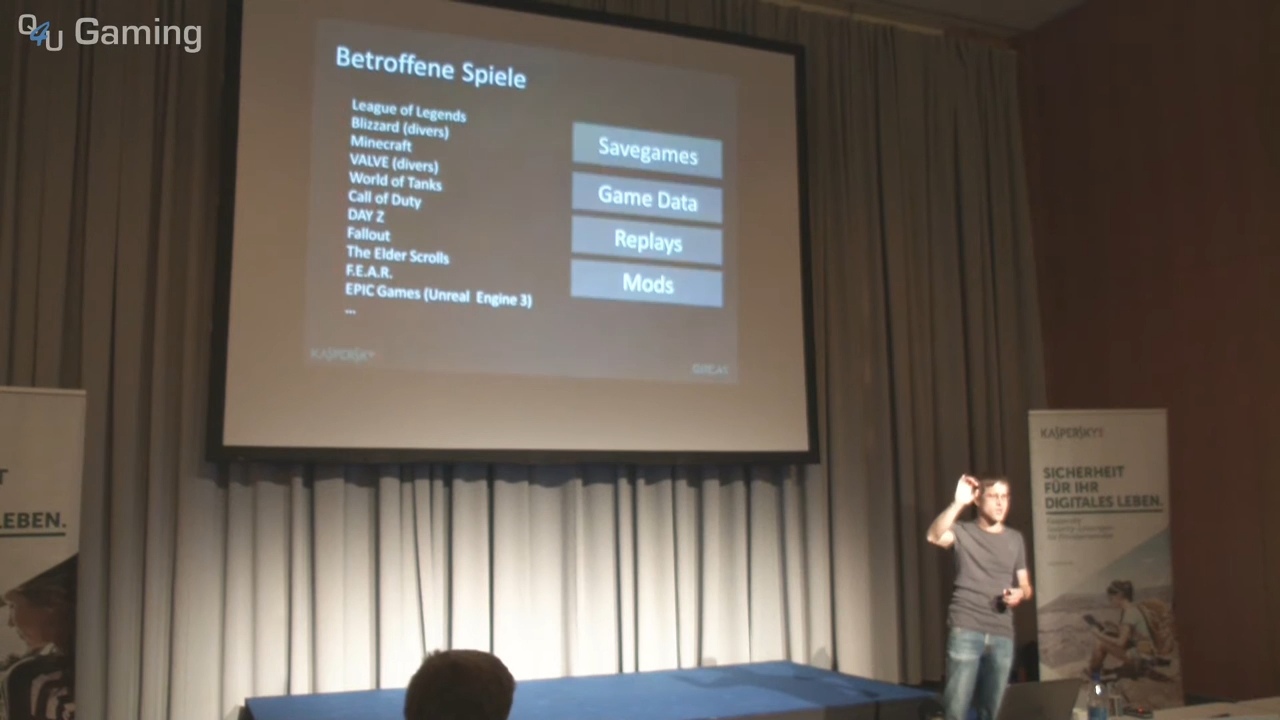 Q4U Gaming
Betroffene Spiele
League of Legends
Blizzard (divers)
Minecraft
VALVE (divers)
World of Tanks
Call of Duty
DAY Z
Fallout
The Elder Scrolls
F.E.A.R.
EPIC Games (Unreal Engine 3)
...
Savegames
Game Data
Replays
Mods
KASPERSKY
GREAT
T
LEBEN.
KASPERSKY
SICHERHEIT
FÜR IHR
DIGITALES LEBEN.